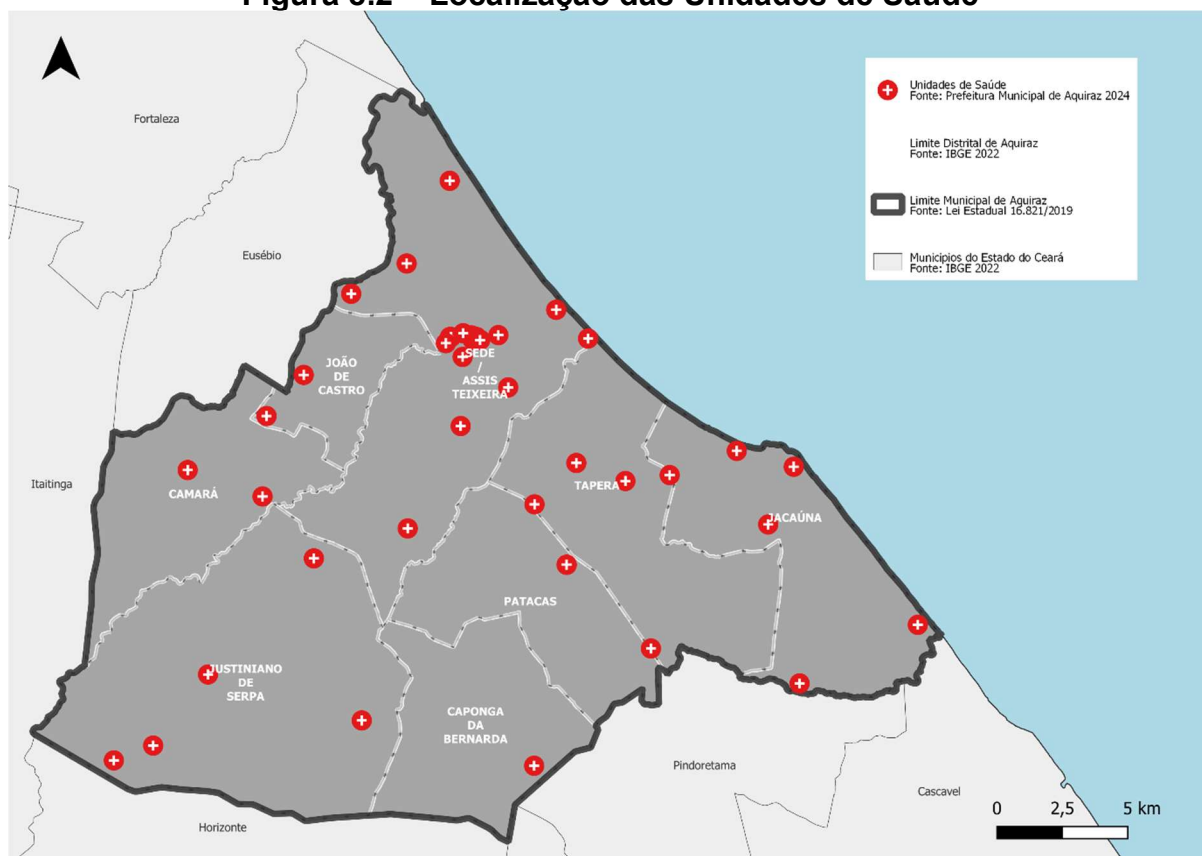 Figura 3.2 – Localização das Unidades de Saúde
Fortaleza
Eusébio
Itaitinga
Unidades de Saúde
Fonte: Prefeitura Municipal de Aquiraz 2024
Limite Distrital de Aquiraz
Fonte: IBGE 2022
Limite Municipal de Aquiraz
Fonte: Lei Estadual 16.821/2019
Municípios do Estado do Ceará
Fonte: IBGE 2022
JOÃO
DE
CASTRO
SEDE
/
ASSIS
TEIXEIRA
CAMARÁ
TAPERA
JACAÚNA
PATACAS
JUSTINIANO
DE
SERPA
CAPONGA
DA
BERNARDA
Pindoretama
Cascavel
Horizonte
0 2,5 5 km